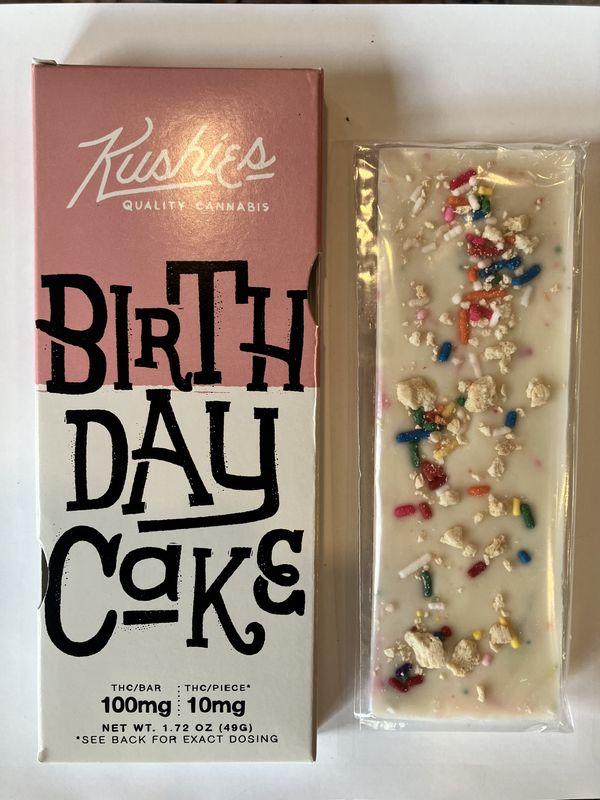 Kushies
QUALITY CANNABIS
BIRTH
DAY
CaKE
THC/BAR THC/PIECE*
100mg 10mg
NET WT. 1.72 OZ (49G)
*SEE BACK FOR EXACT DOSING